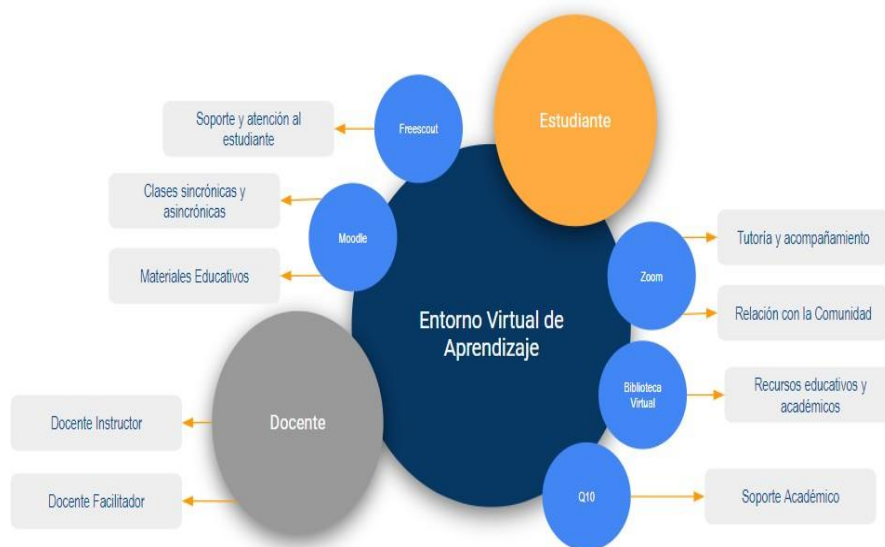 Estudiante
Freescout
Soporte y atención al
estudiante
Clases sincrónicas y
asincrónicas
Moodle
Materiales Educativos
Tutoría y acompañamiento
Zoom
Relación con la Comunidad
Entorno Virtual de
Aprendizaje
Biblioteca
Virtual
Recursos educativos y
académicos
Docente
Docente Instructor
Docente Facilitador
Q10
Soporte Académico